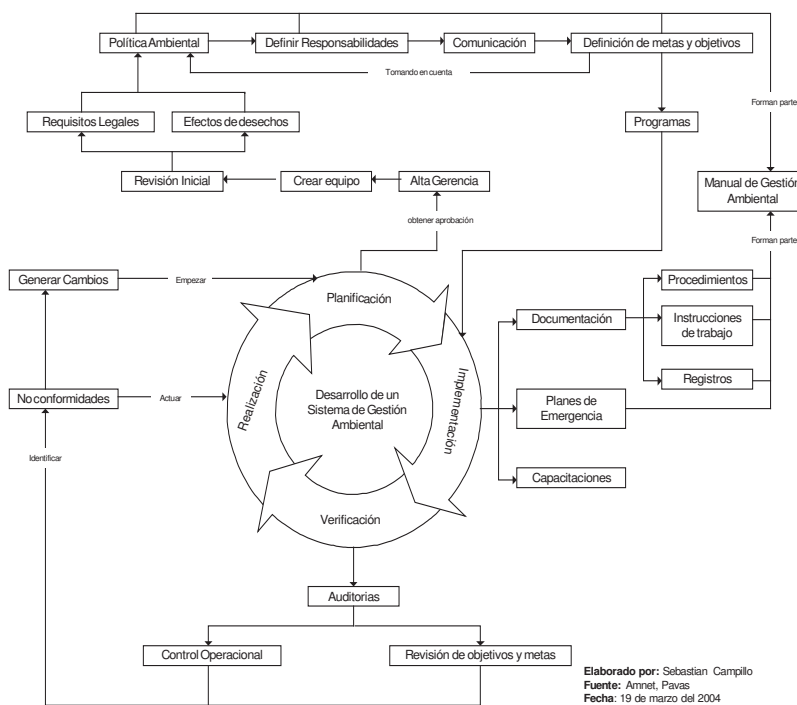 Política Ambiental
Definir Responsabilidades
Comunicación
Definición de metas y objetivos
Tomando en cuenta
Requisitos Legales
Efectos de desechos
Programas
Forman parte
Revisión Inicial
Crear equipo
Alta Gerencia
Manual de Gestión
Ambiental
obtener aprobación
Forman parte
Generar Cambios
Empezar
Planificación
Procedimientos
Documentación
Instrucciones
de trabajo
Registros
No conformidades
Actuar
Realización
Desarrollo de un
Sistema de Gestión
Ambiental
Implementación
Planes de
Emergencia
Identificar
Capacitaciones
Verificación
Auditorias
Control Operacional
Revisión de objetivos y metas
Elaborado por: Sebastian Campillo
Fuente: Amnet, Pavas
Fecha: 19 de marzo del 2004